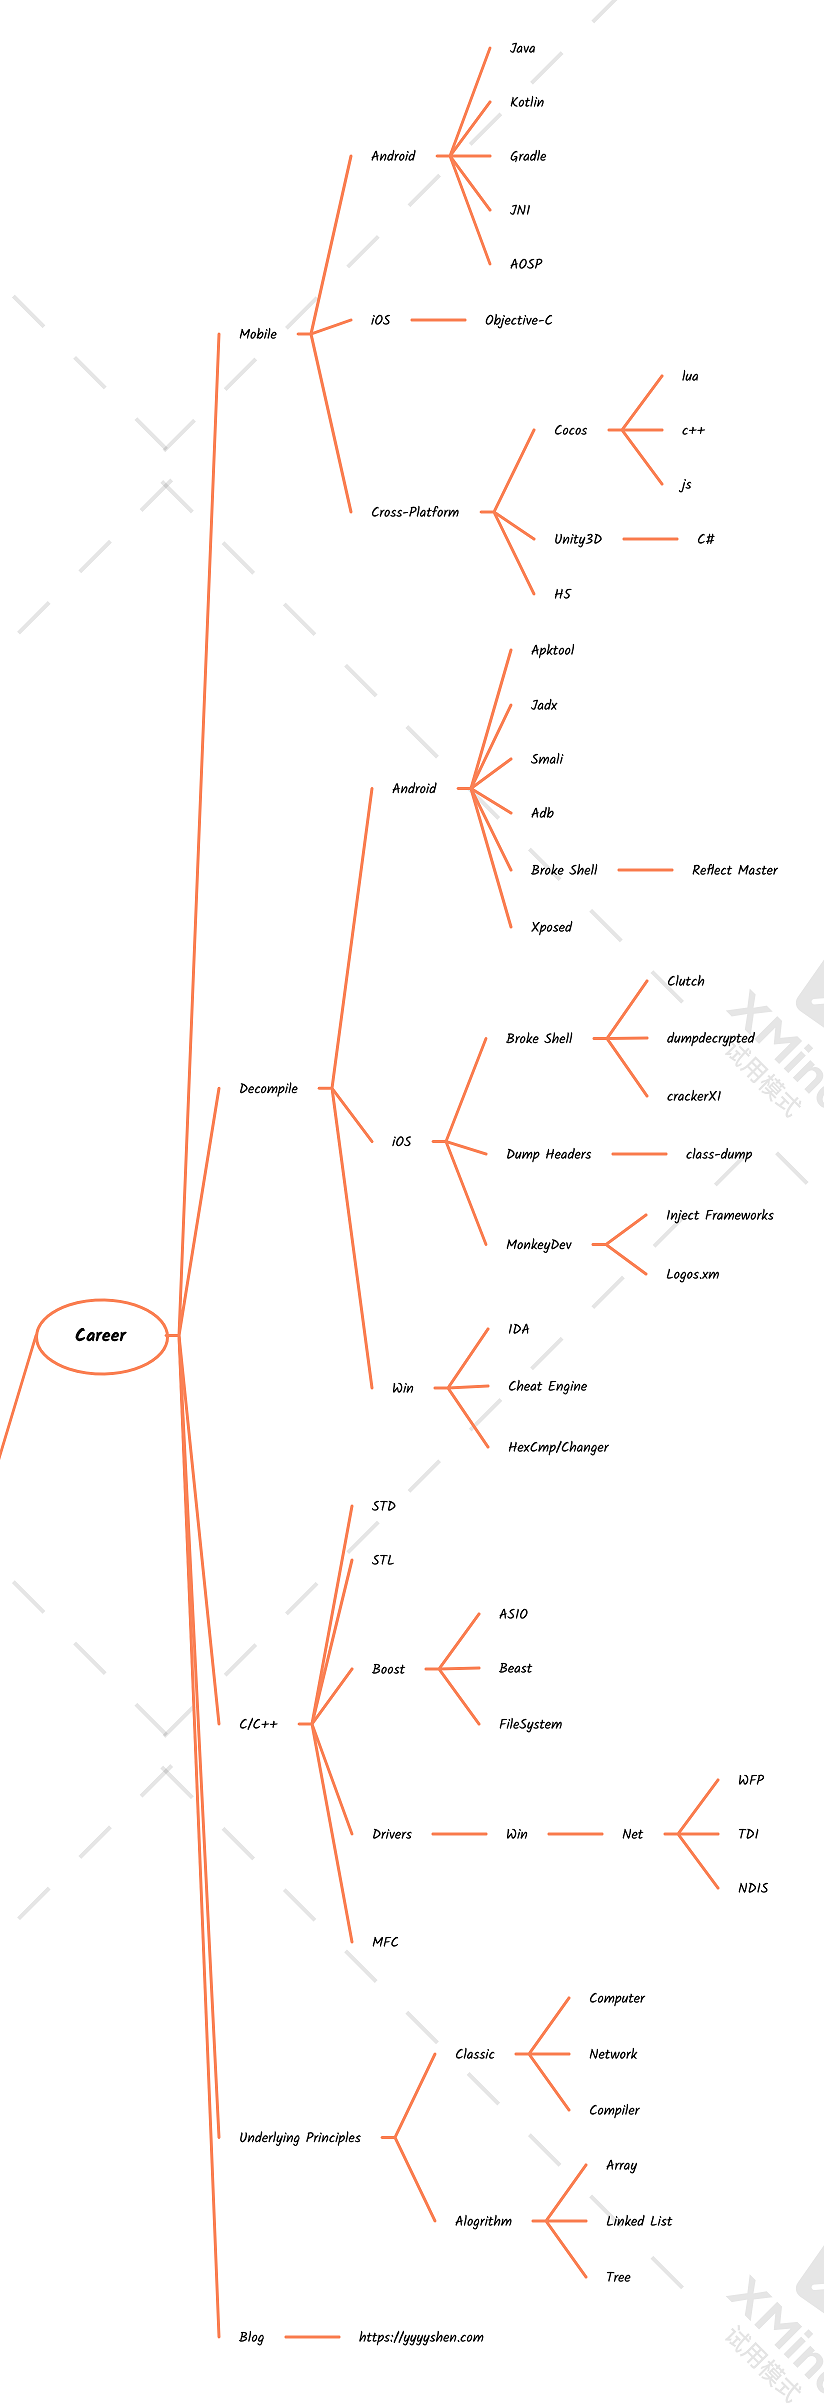 Java
Kotlin
Android
Gradle
JNI
AOSP
iOS
Objective-C
Mobile
lua
Cocos
c++
js
Cross-Platform
Unity3D
C#
H5
Apktool
Jadx
Smali
Android
Adb
Broke Shell
Reflect Master
Xposed
Clutch
Broke Shell
dumpdecrypted
crackerXI
Decompile
iOS
Dump Headers
class-dump
Inject Frameworks
MonkeyDev
Logos.xm
Career
IDA
Win
Cheat Engine
HexCmp/Changer
STD
STL
ASIO
Boost
Beast
FileSystem
C/C++
WFP
Drivers
Win
Net
TDI
NDIS
MFC
Computer
Classic
Network
Compiler
Underlying Principles
Array
Alogrithm
Linked List
Tree
Blog
https://yyyyshen.com
XMind
试用模式
XMind
试用模式